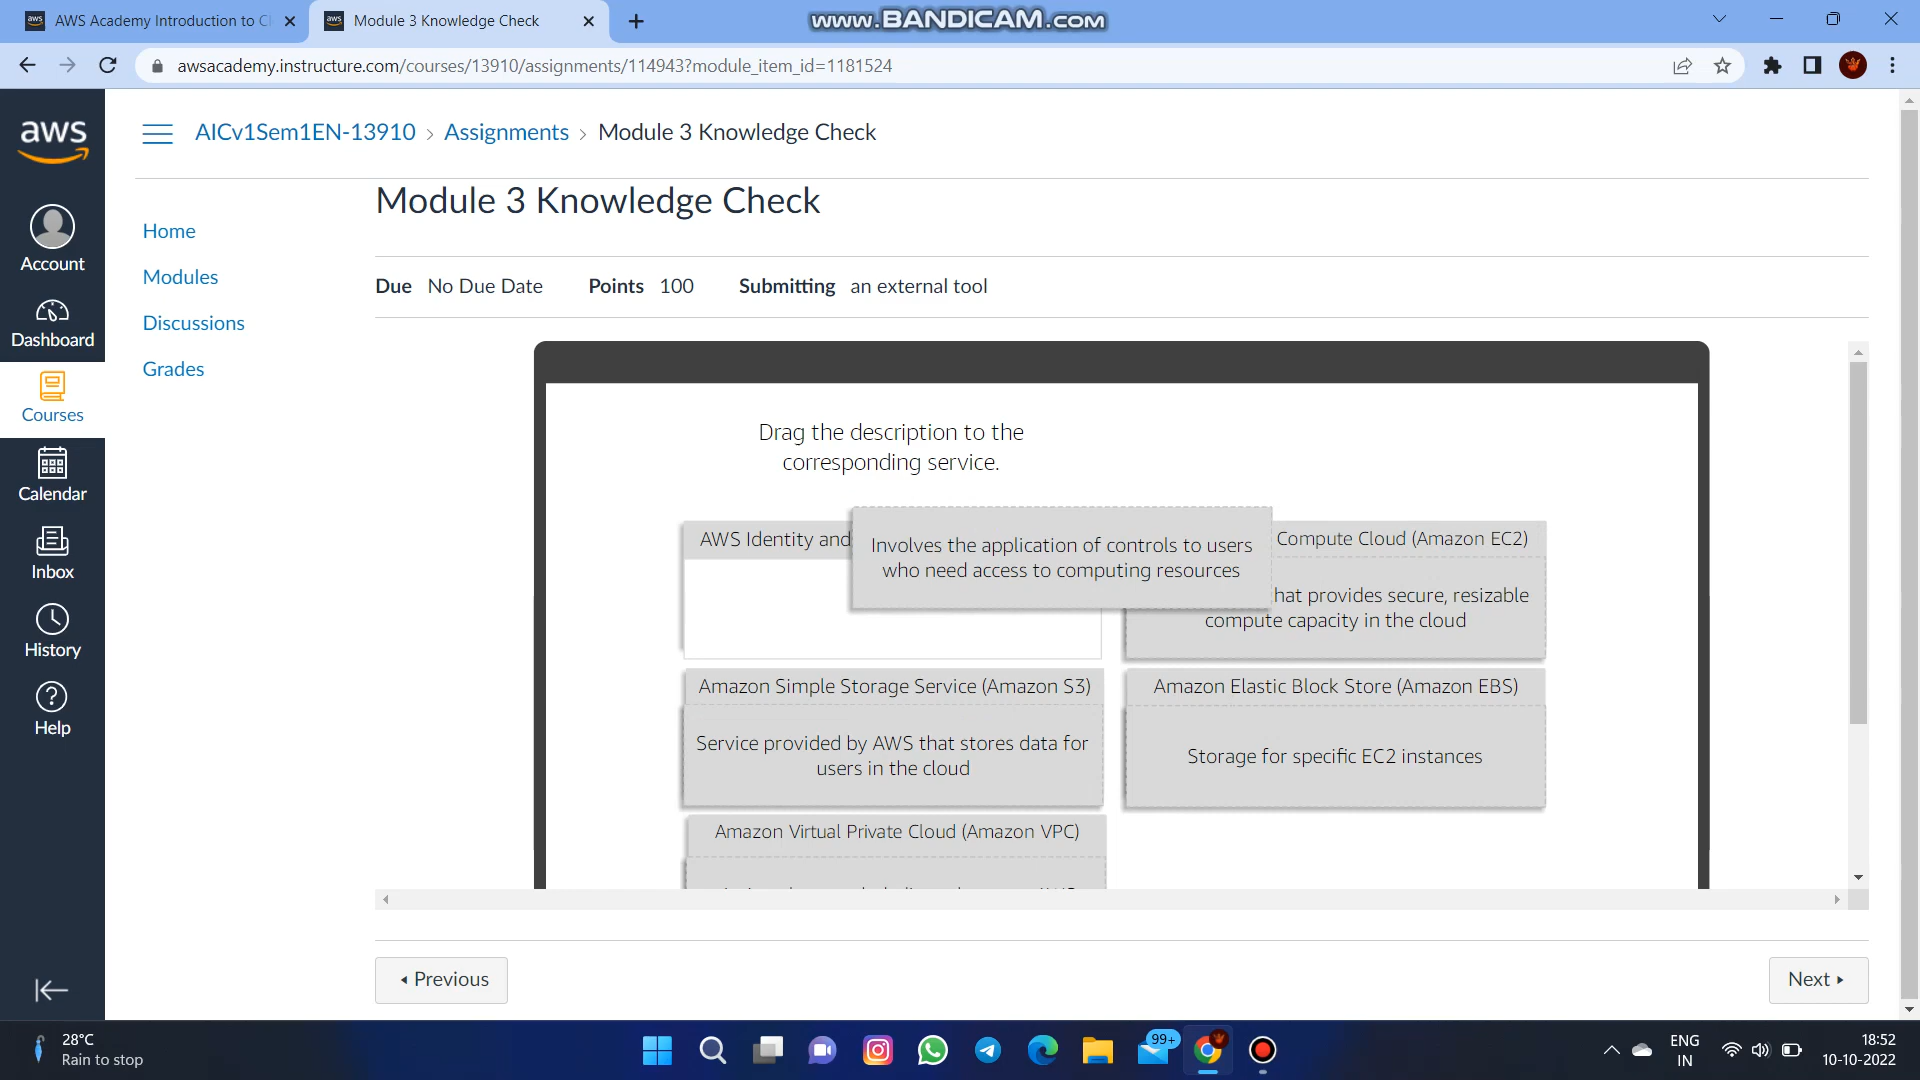 AWS Academy Introduction to Cl
Module 3 Knowledge Check
www.BANDICAM.com
awsacademy.instructure.com/courses/13910/assignments/114943?module_item_id=1181524
aws
Account
Dashboard
Courses
Calendar
Inbox
History
Help
AICv1Sem1EN-13910 › Assignments › Module 3 Knowledge Check
Home
Modules
Discussions
Grades
Module 3 Knowledge Check
Due No Due Date Points 100 Submitting an external tool
Drag the description to the
corresponding service.
AWS Identity and
Involves the application of controls to users
who need access to computing resources
Compute Cloud (Amazon EC2)
hat provides secure, resizable
compute capacity in the cloud
Amazon Simple Storage Service (Amazon S3)
Service provided by AWS that stores data for
users in the cloud
Amazon Elastic Block Store (Amazon EBS)
Storage for specific EC2 instances
Amazon Virtual Private Cloud (Amazon VPC)
Previous
Next
28°C
Rain to stop
99+
ENG
IN
18:52
10-10-2022